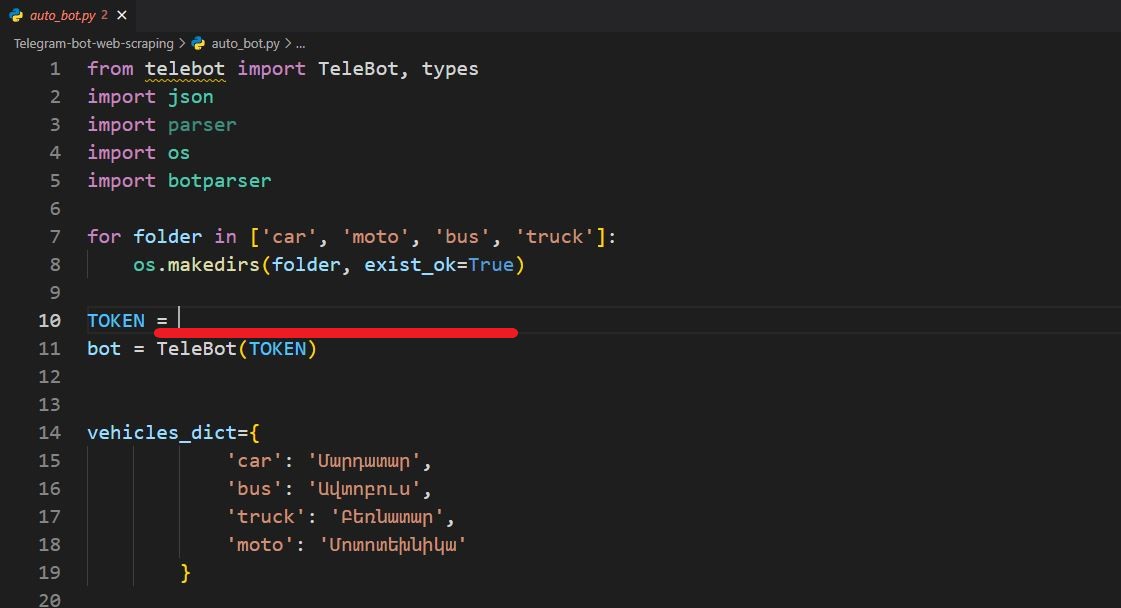 auto_bot.py 2 ×
Telegram-bot-web-scraping > auto_bot.py > ...
1 from telebot import TeleBot, types
2 import json
3 import parser
4 import os
5 import botparser
6
7 for folder in ['car', 'moto', 'bus', 'truck']:
8     os.makedirs(folder, exist_ok=True)
9
10 TOKEN =
11 bot = TeleBot(TOKEN)
12
13
14 vehicles_dict={
15             'car': 'Մարդատար',
16             'bus': 'Ավտոբուս',
17             'truck': 'Բեռնատար',
18             'moto': 'Մոտոտեխնիկա'
19         }
20